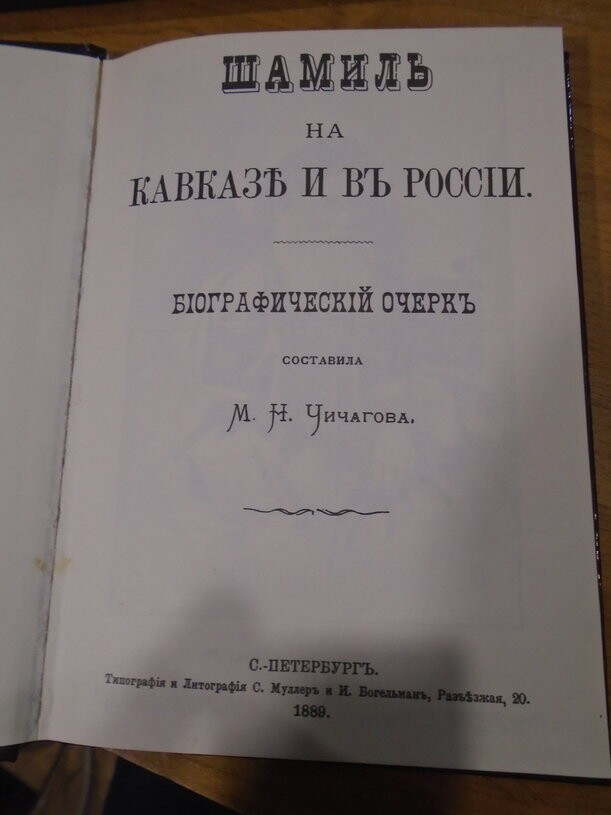 ШАМИЛЬ
НА
КАВКАЗѢ И ВЪ РОССІИ.
БІОГРАФИЧЕСКІЙ ОЧЕРКЪ
СОСТАВИЛА
М. Н. Чичагова.
С.-ПЕТЕРБУРГЪ.
Типографія и Литографія С. Муллеръ и И. Богельманъ, Разъѣзжая, 20.
1889.